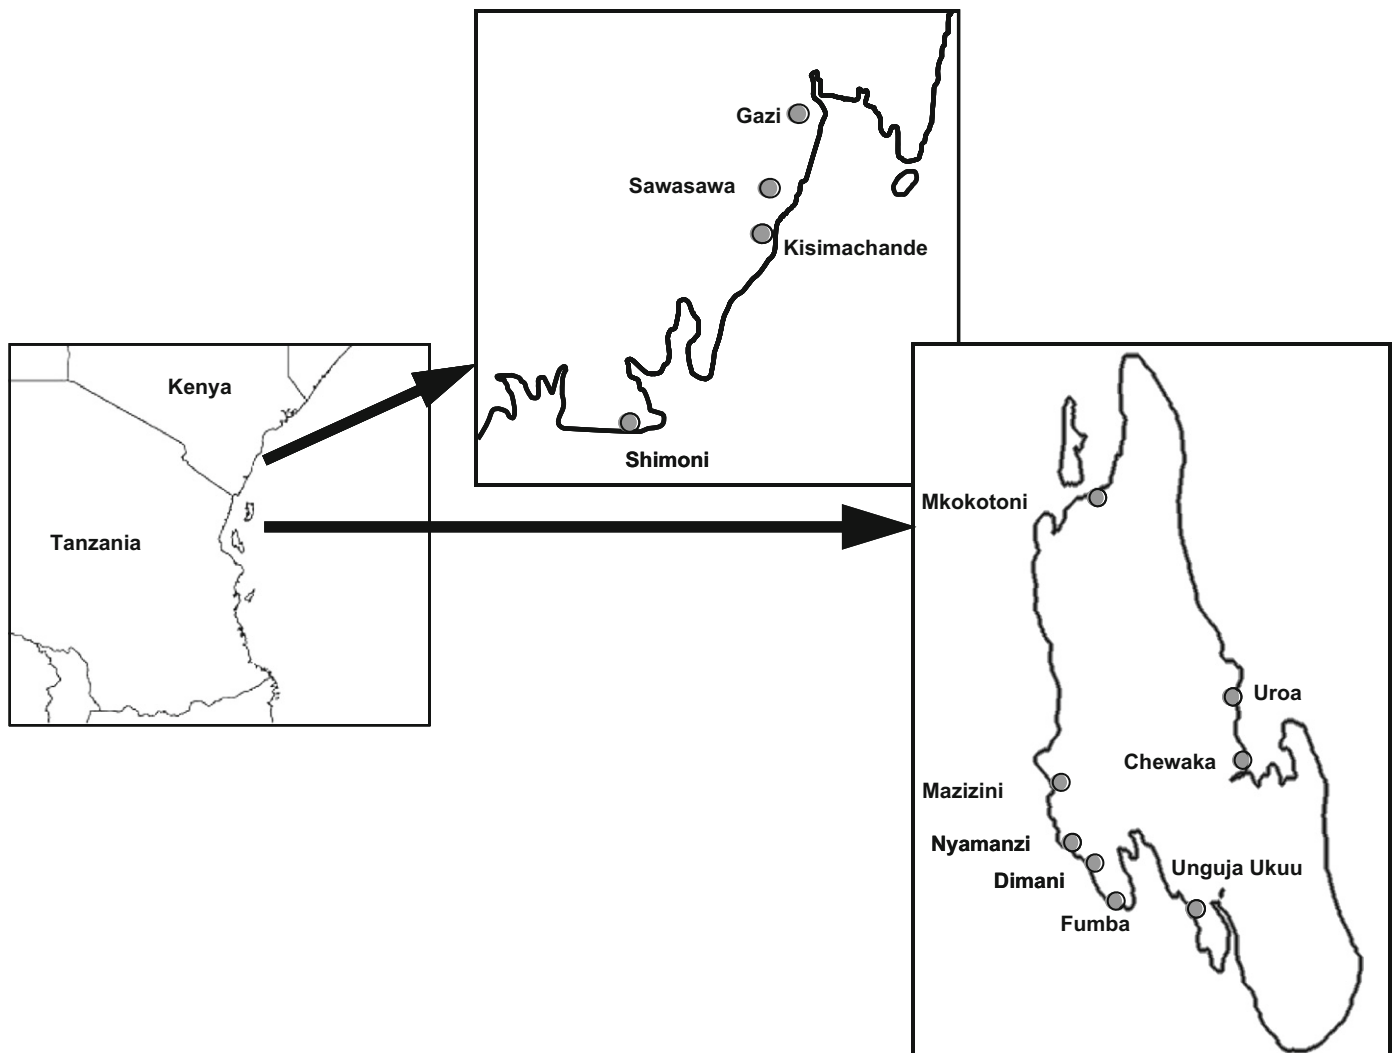 Gazi
Sawasawa
Kisimachande
Shimoni
Kenya
Tanzania
Mkokotoni
Uroa
Chewaka
Mazizini
Nyamanzi
Dimani
Unguja Ukuu
Fumba